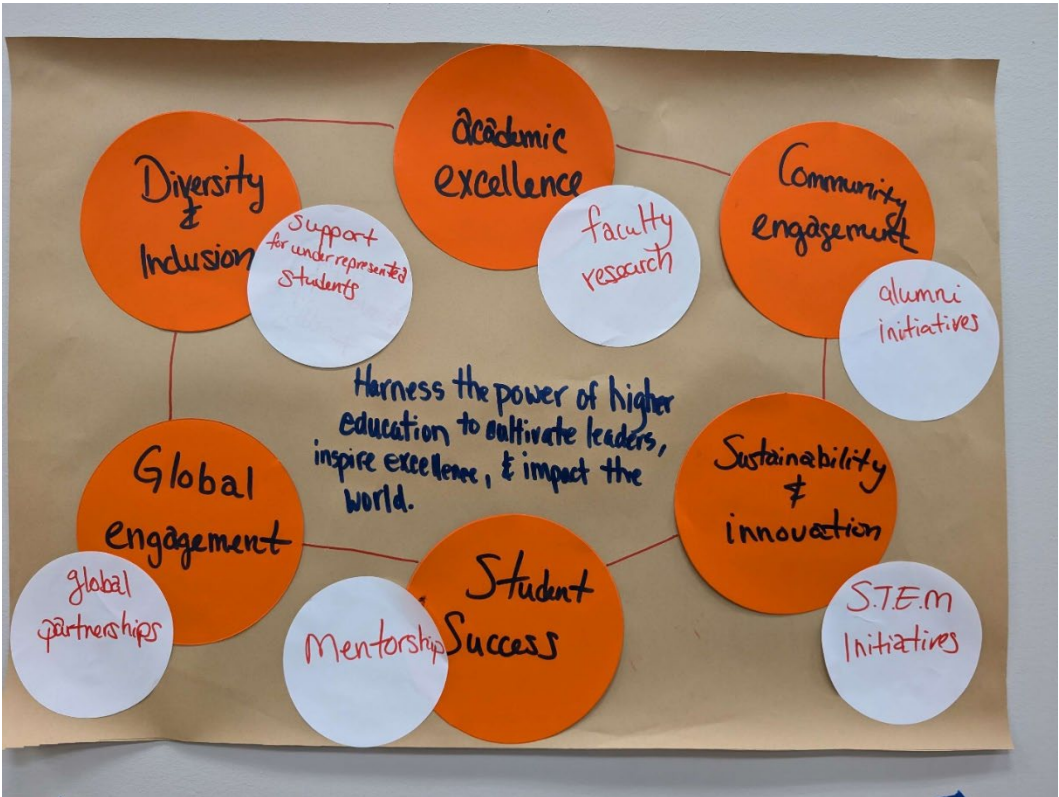 academic
excellence
faculty
research
Community
engagement
alumni
initiatives
Sustainability
&
innovation
S.T.E.M
Initiatives
Student
Success
Mentorship
Global
engagement
global
partnerships
Diversity
&
Inclusion
Support
for underrepresented
Students
Harness the power of higher
education to cultivate leaders,
inspire excellence, & impact the
world.